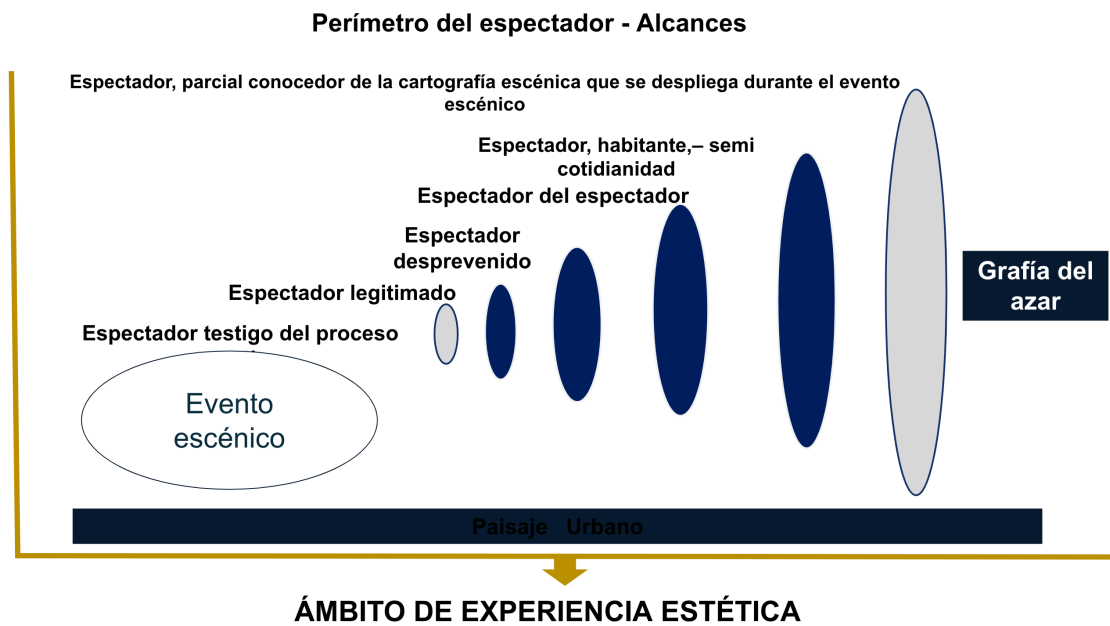 Perímetro del espectador - Alcances
Espectador, parcial conocedor de la cartografía escénica que se despliega durante el evento
escénico
Espectador, habitante,– semi
cotidianidad
Espectador del espectador
Espectador
desprevenido
Espectador legitimado
Espectador testigo del proceso
Evento
escénico
Grafía del
azar
Paisaje Urbano
ÁMBITO DE EXPERIENCIA ESTÉTICA